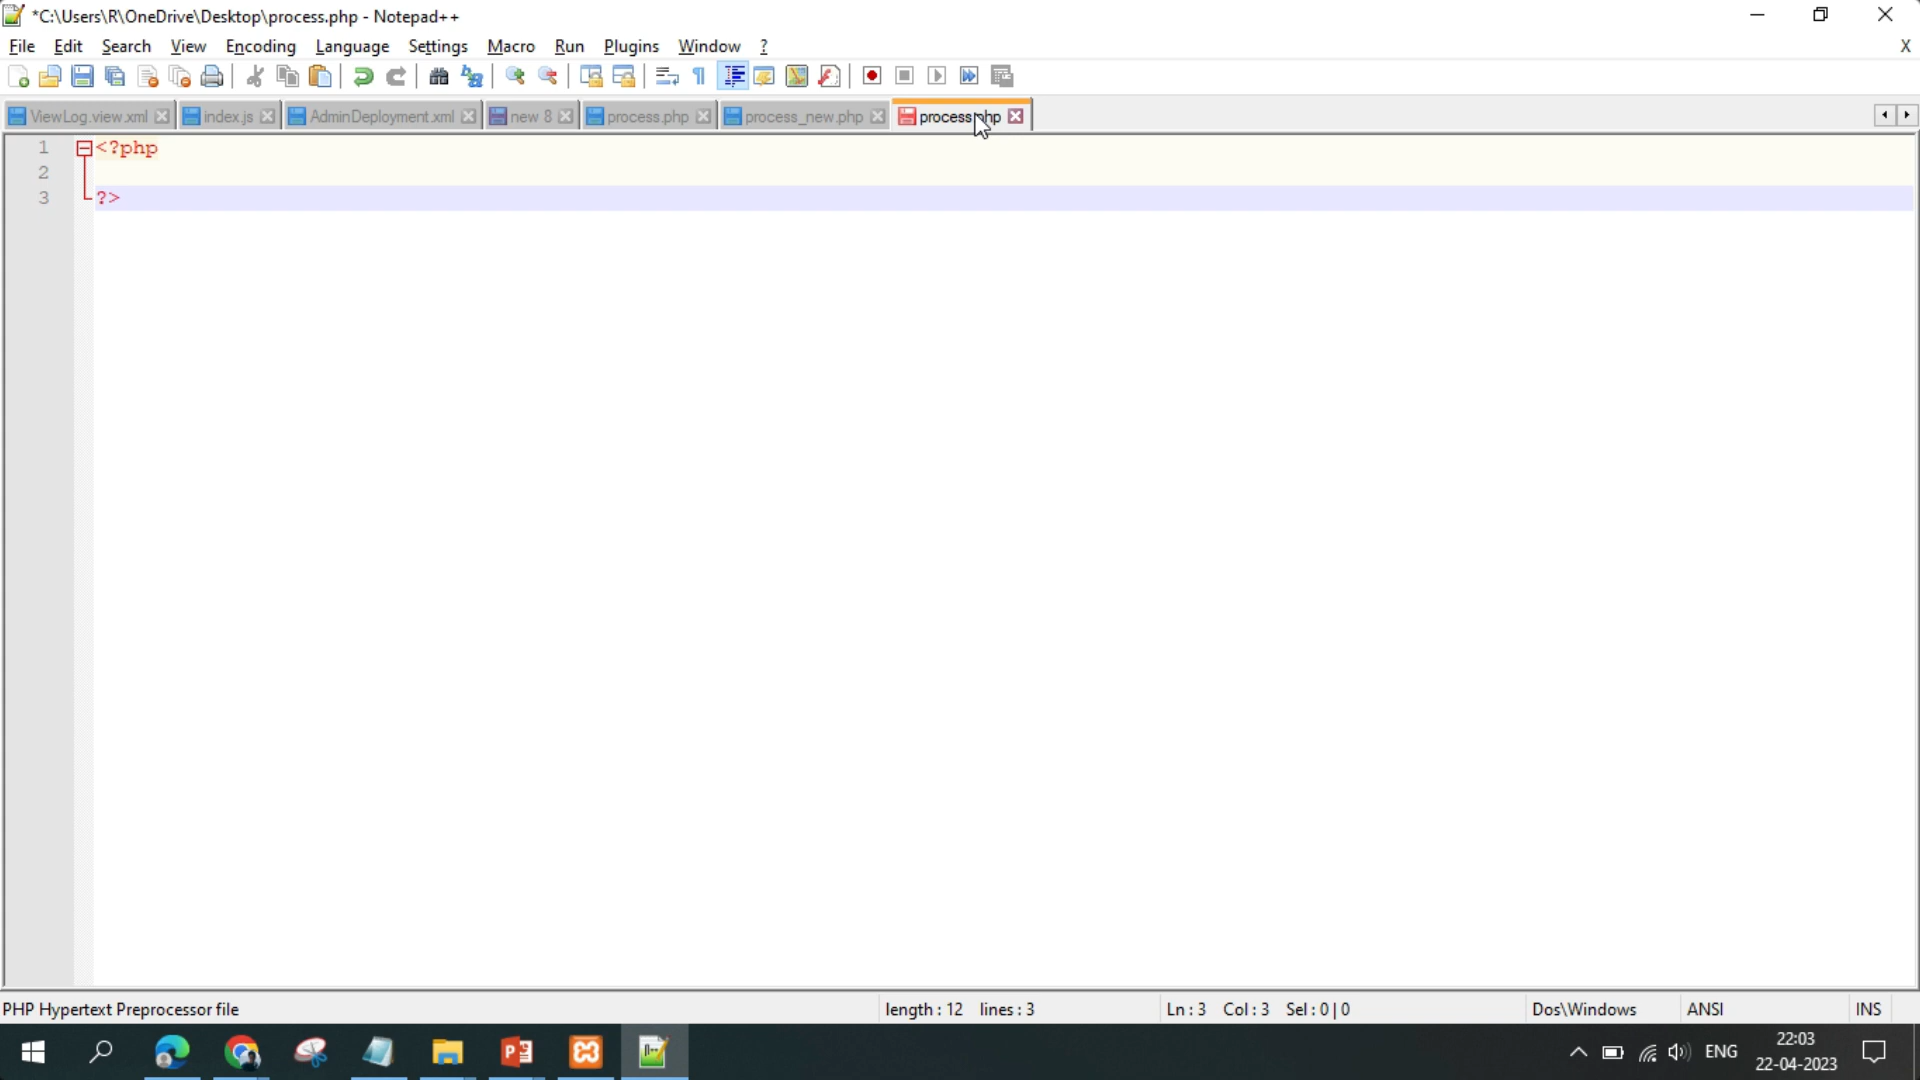 *C:\Users\R\OneDrive\Desktop\process.php - Notepad++
File Edit Search View Encoding Language Settings Macro Run Plugins Window ? X
ViewLog.view.xml index.js AdminDeployment.xml new 8 process.php process_new.php process.php
1 <?php
2
3 ?>
PHP Hypertext Preprocessor file length : 12 lines : 3 Ln : 3 Col : 3 Sel : 0 | 0 Dos\Windows ANSI INS
ENG 22:03
22-04-2023